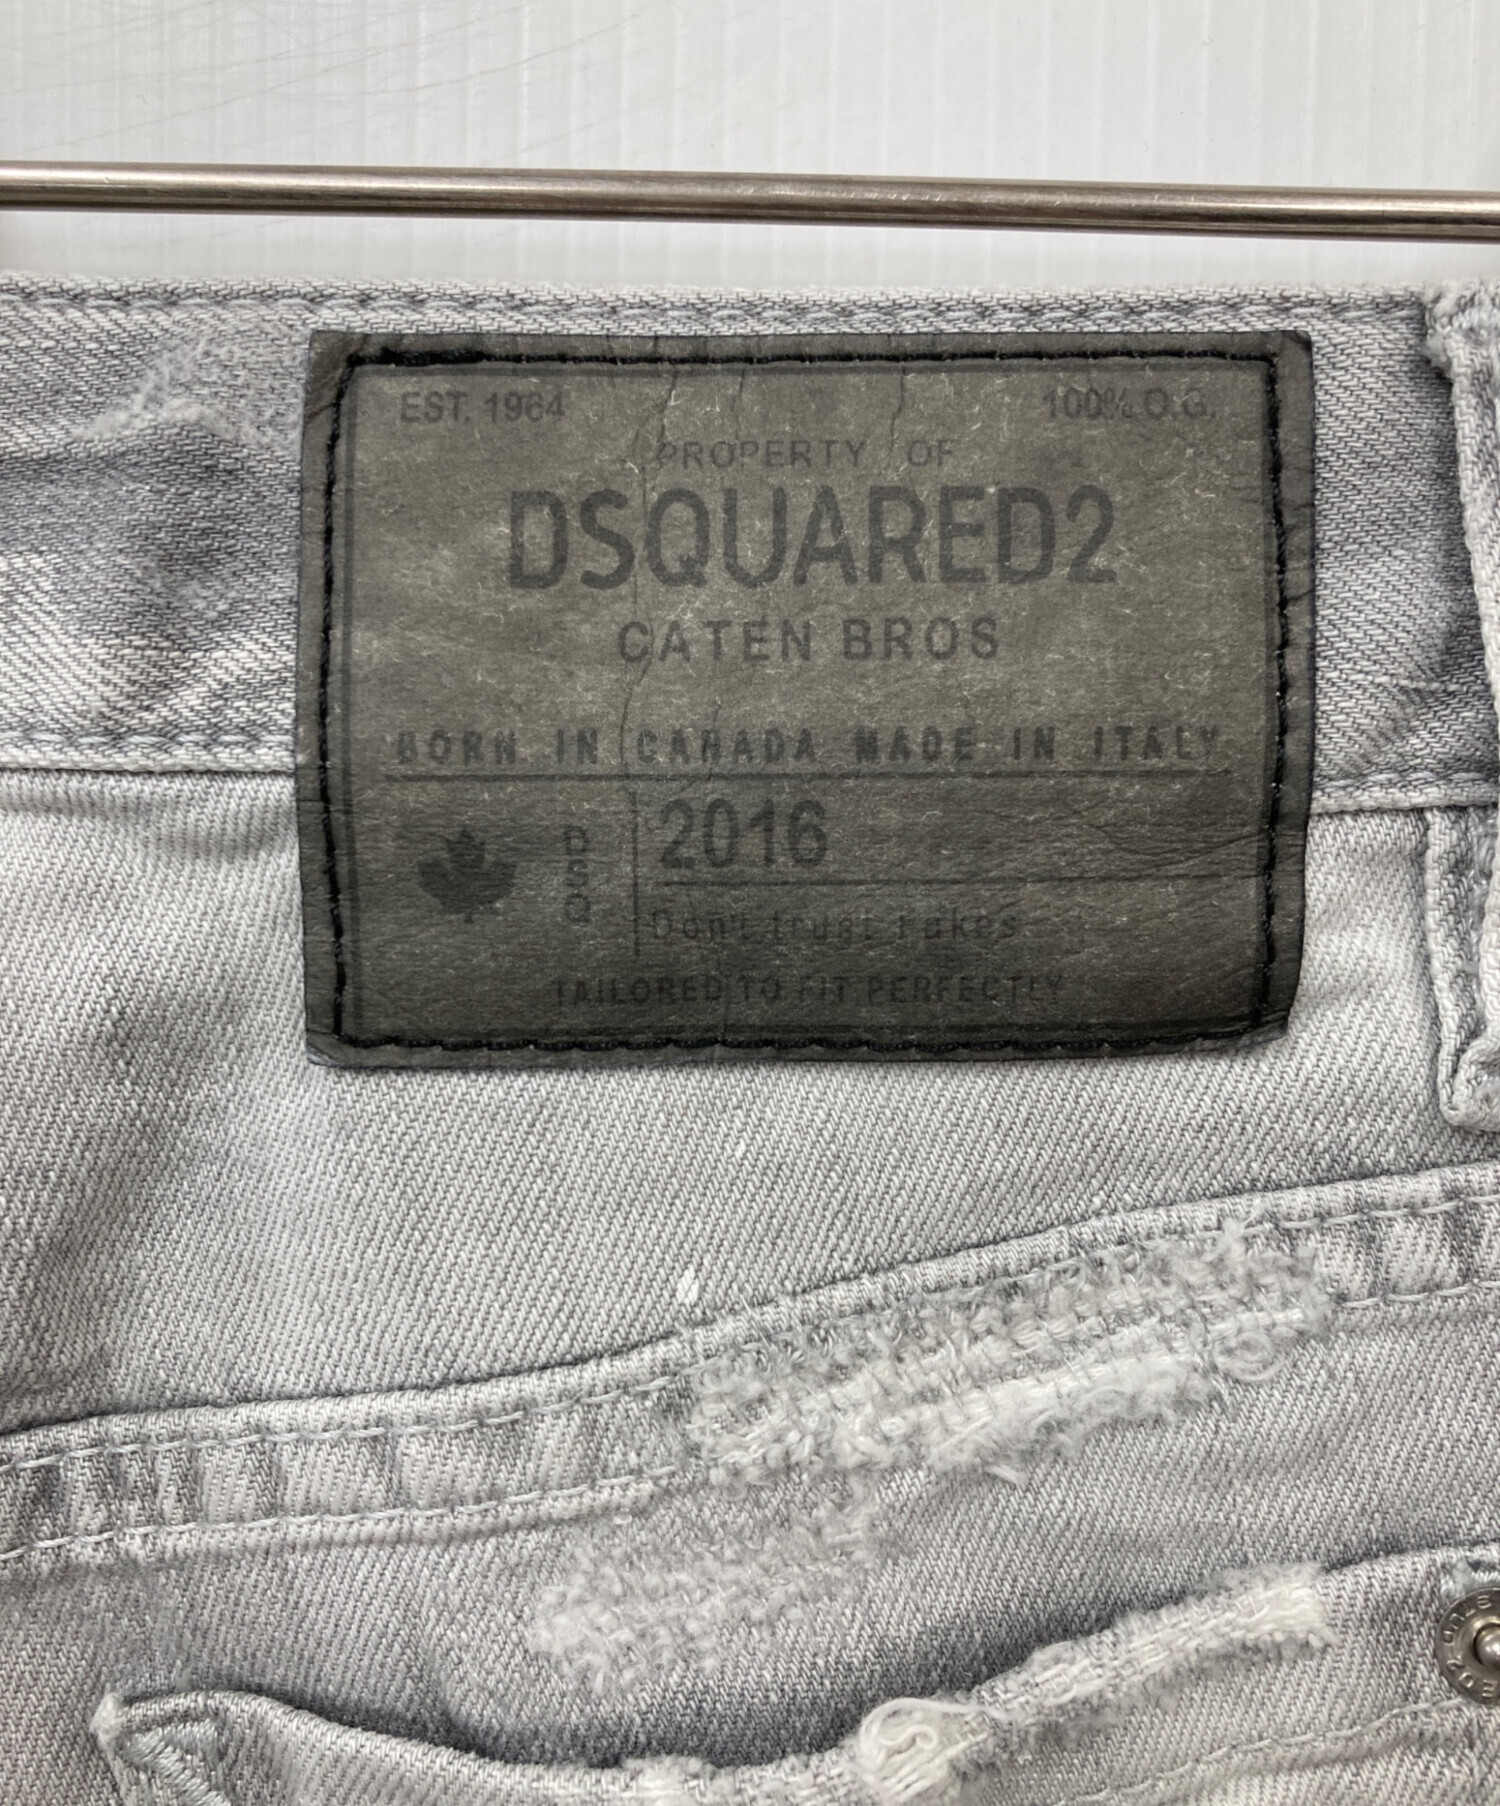 EST. 1964 100% O.G.
PROPERTY OF
DSQUARED2
CATEN BROS
BORN IN CANADA MADE IN ITALY
DSQ
2016
Don't trust fakes
TAILORED TO FIT PERFECTLY